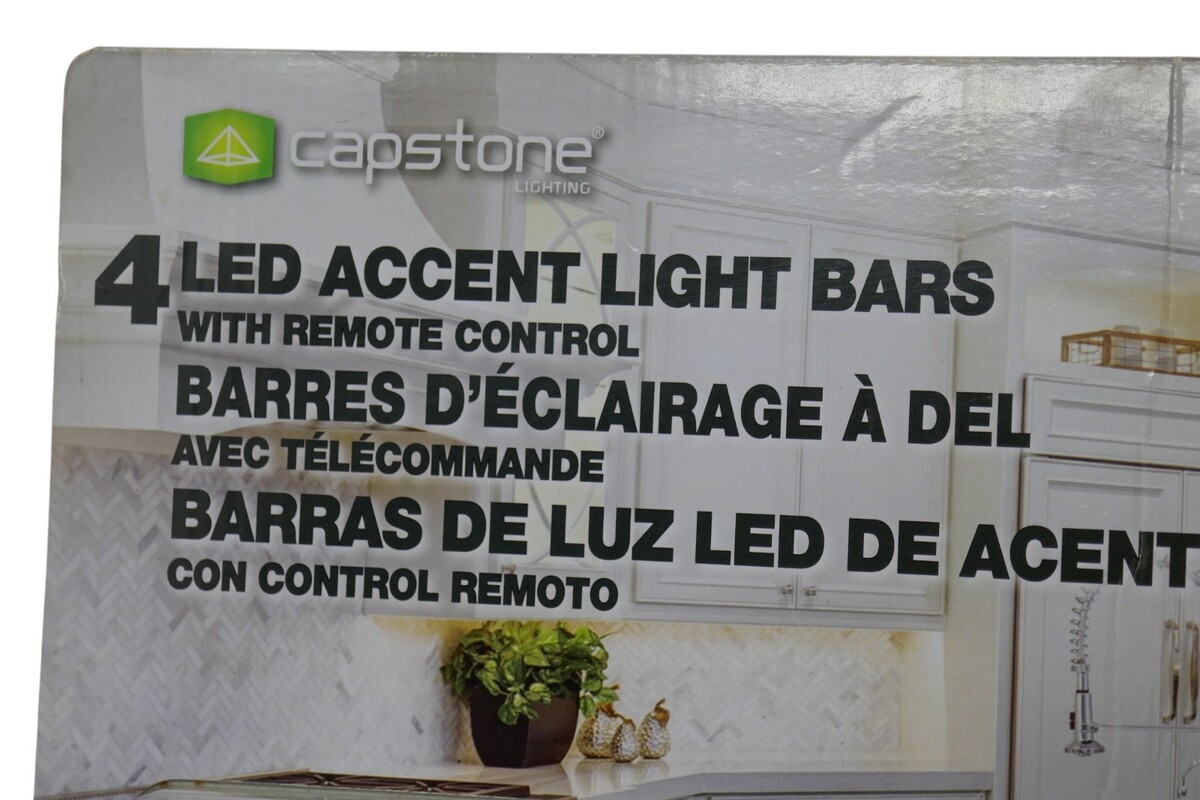 capstone®
LIGHTING
4 LED ACCENT LIGHT BARS
WITH REMOTE CONTROL
BARRES D'ÉCLAIRAGE À DEL
AVEC TÉLÉCOMMANDE
BARRAS DE LUZ LED DE ACENT
CON CONTROL REMOTO